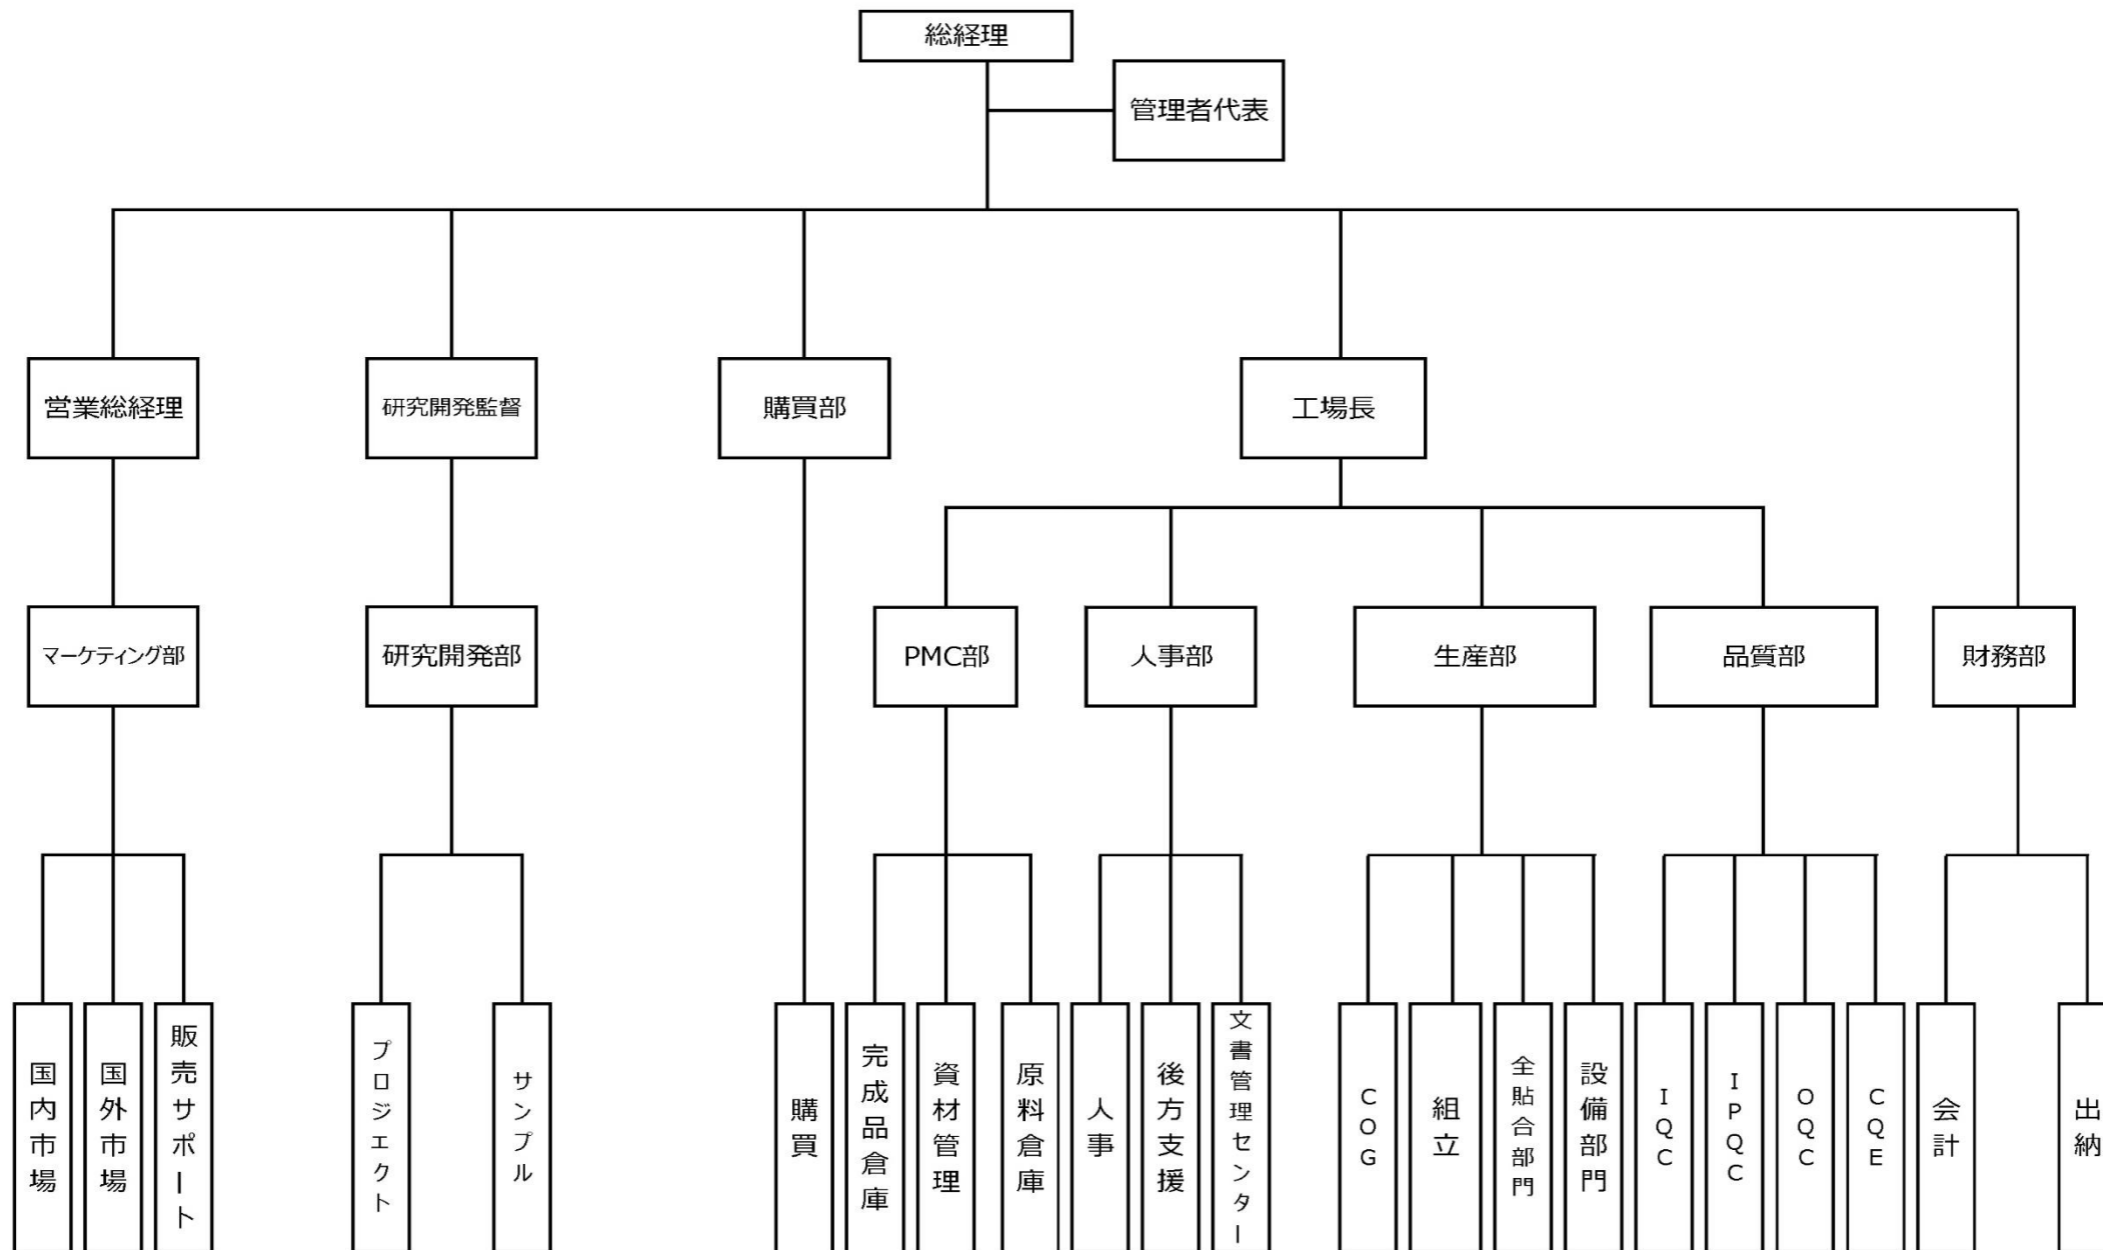 総経理
管理者代表
営業総経理
研究開発監督
購買部
工場長
マーケティング部
研究開発部
PMC部
人事部
生産部
品質部
財務部
国内市場
国外市場
販売サポート
プロジェクト
サンプル
購買
完成品倉庫
資材管理
原料倉庫
人事
後方支援
文書管理センター
COG
組立
全貼合部門
設備部門
IQC
IPQC
OQC
CQE
会計
出納